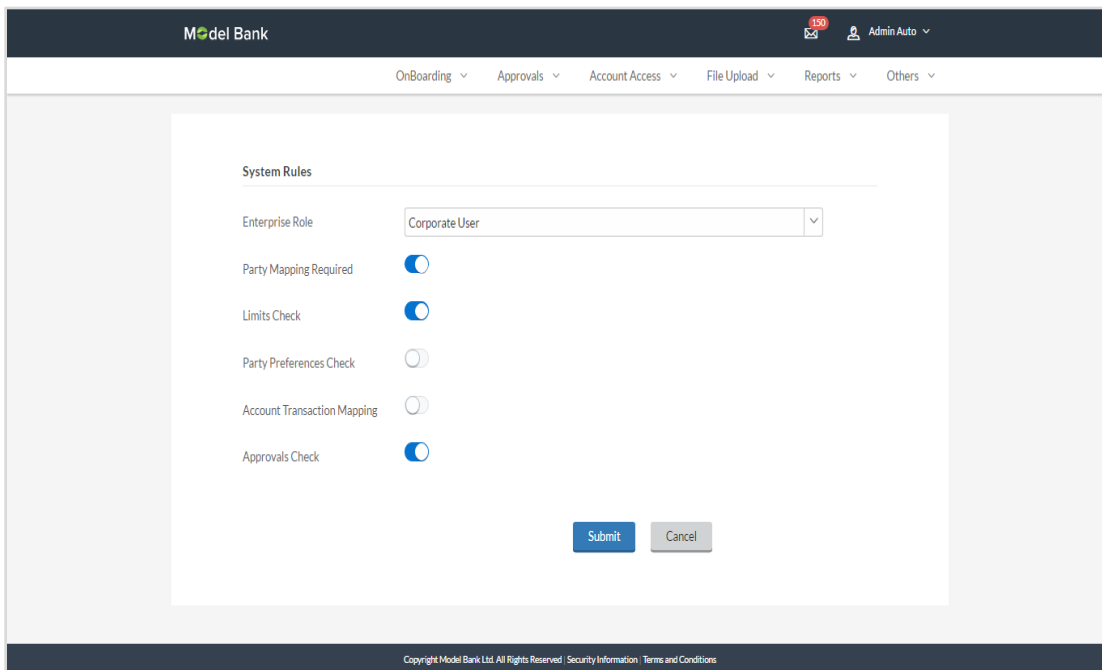 Model Bank
150
Admin Auto
OnBoarding Approvals Account Access File Upload Reports Others
System Rules
Enterprise Role Corporate User
Party Mapping Required
Limits Check
Party Preferences Check
Account Transaction Mapping
Approvals Check
Submit Cancel
Copyright Model Bank Ltd. All Rights Reserved | Security Information | Terms and Conditions